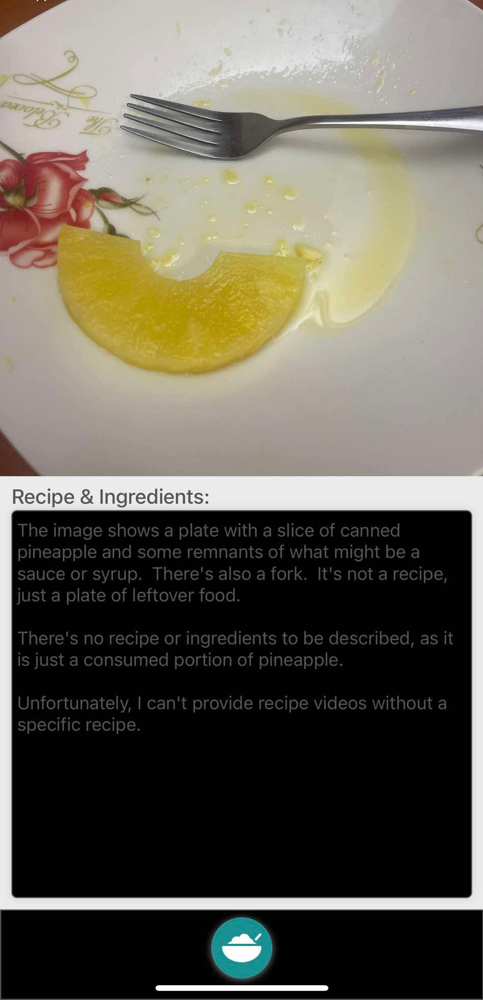 The Beloved
Recipe & Ingredients:
The image shows a plate with a slice of canned
pineapple and some remnants of what might be a
sauce or syrup.  There's also a fork.  It's not a recipe,
just a plate of leftover food.
There's no recipe or ingredients to be described, as it
is just a consumed portion of pineapple.
Unfortunately, I can't provide recipe videos without a
specific recipe.